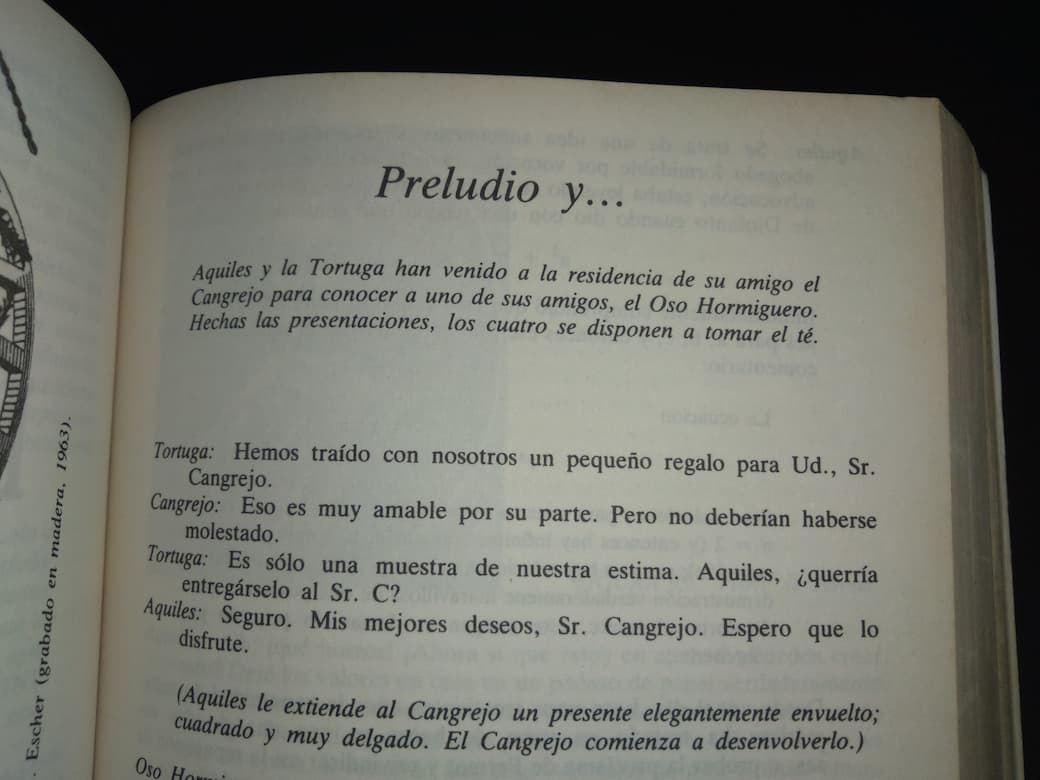 Escher (grabado en madera, 1963).
Preludio y...
Aquiles y la Tortuga han venido a la residencia de su amigo el
Cangrejo para conocer a uno de sus amigos, el Oso Hormiguero.
Hechas las presentaciones, los cuatro se disponen a tomar el té.
Tortuga: Hemos traído con nosotros un pequeño regalo para Ud., Sr.
Cangrejo.
Cangrejo: Eso es muy amable por su parte. Pero no deberían haberse
molestado.
Tortuga: Es sólo una muestra de nuestra estima. Aquiles, ¿querría
entregárselo al Sr. C?
Aquiles: Seguro. Mis mejores deseos, Sr. Cangrejo. Espero que lo
disfrute.
(Aquiles le extiende al Cangrejo un presente elegantemente envuelto;
cuadrado y muy delgado. El Cangrejo comienza a desenvolverlo.)
Oso